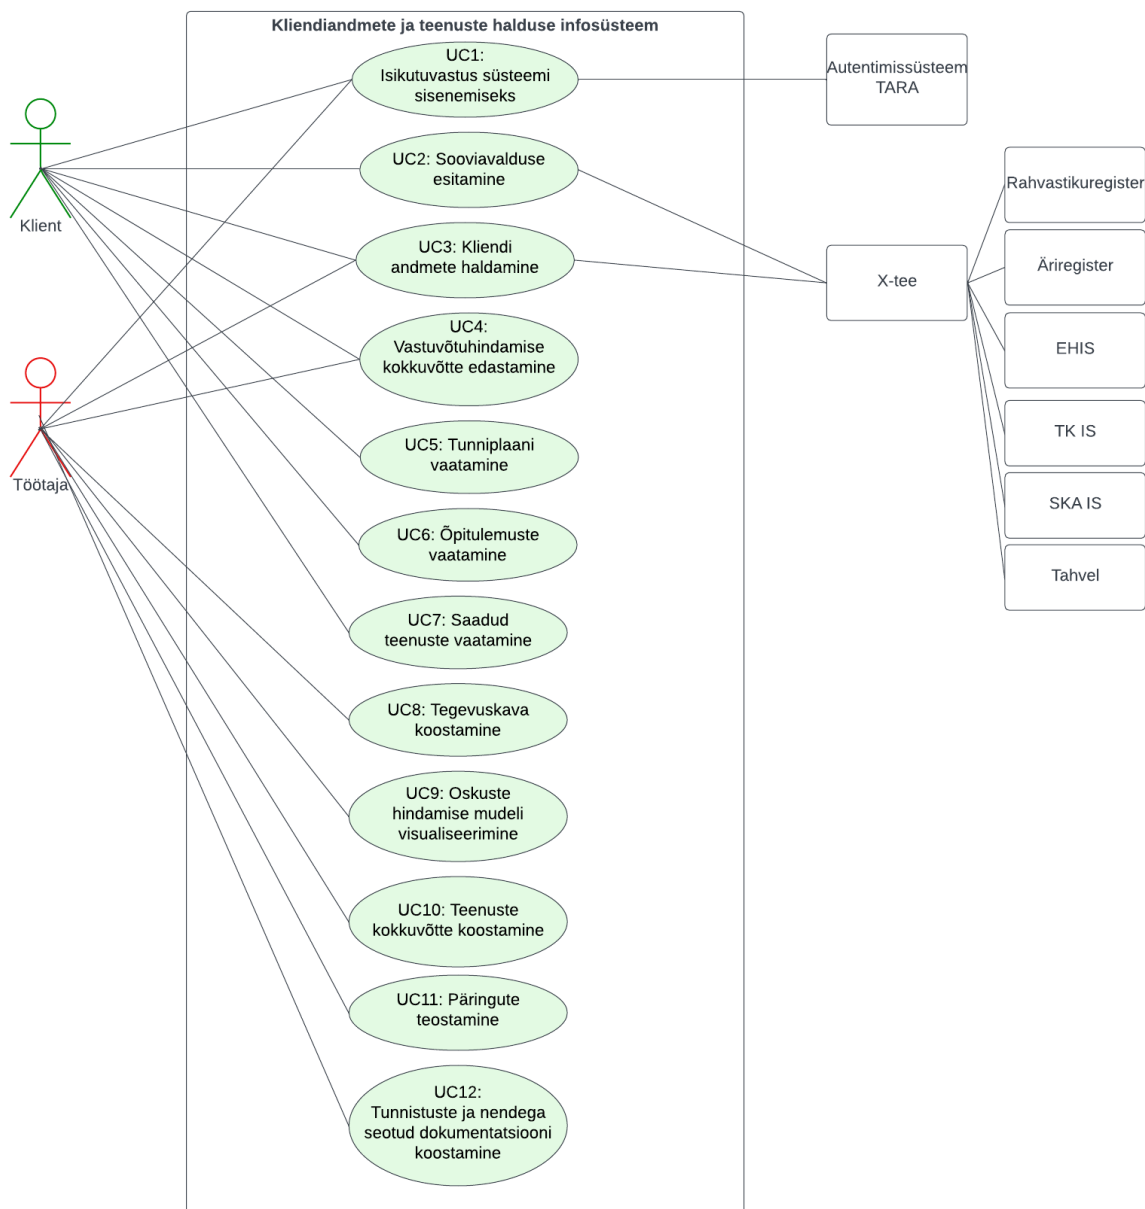 Kliendiandmete ja teenuste halduse infosüsteem
UC1:
Isikutuvastus süsteemi
sisenemiseks
Autentimissüsteem
TARA
UC2: Sooviavalduse
esitamine
Rahvastikuregister
Klient
UC3: Kliendi
andmete haldamine
X-tee
Äriregister
UC4:
Vastuvõtuhindamise
kokkuvõtte edastamine
EHIS
TK IS
UC5: Tunniplaani
vaatamine
Töötaja
SKA IS
UC6: Õpitulemuste
vaatamine
Tahvel
UC7: Saadud
teenuste vaatamine
UC8: Tegevuskava
koostamine
UC9: Oskuste
hindamise mudeli
visualiseerimine
UC10: Teenuste
kokkuvõtte koostamine
UC11: Päringute
teostamine
UC12:
Tunnistuste ja nendega
seotud dokumentatsiooni
koostamine